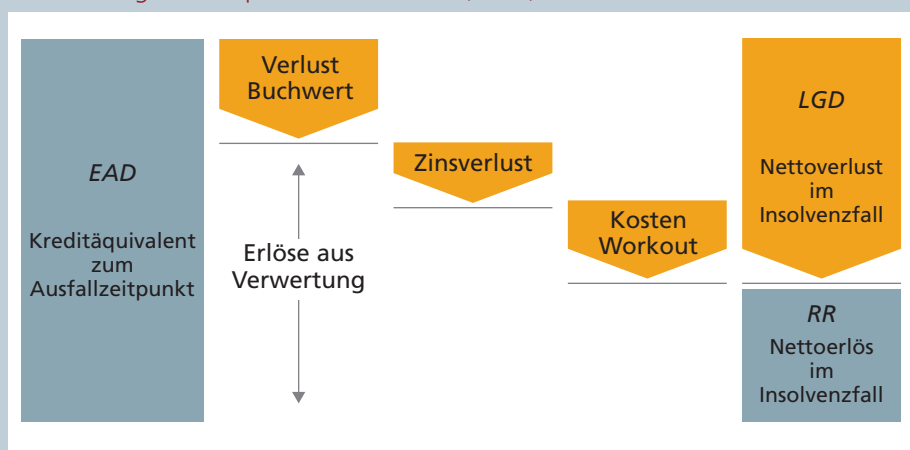 EAD
Kreditäquivalent
zum
Ausfallzeitpunkt
Verlust
Buchwert
Erlöse aus
Verwertung
Zinsverlust
Kosten
Workout
LGD
Nettoverlust
im
Insolvenzfall
RR
Nettoerlös
im
Insolvenzfall